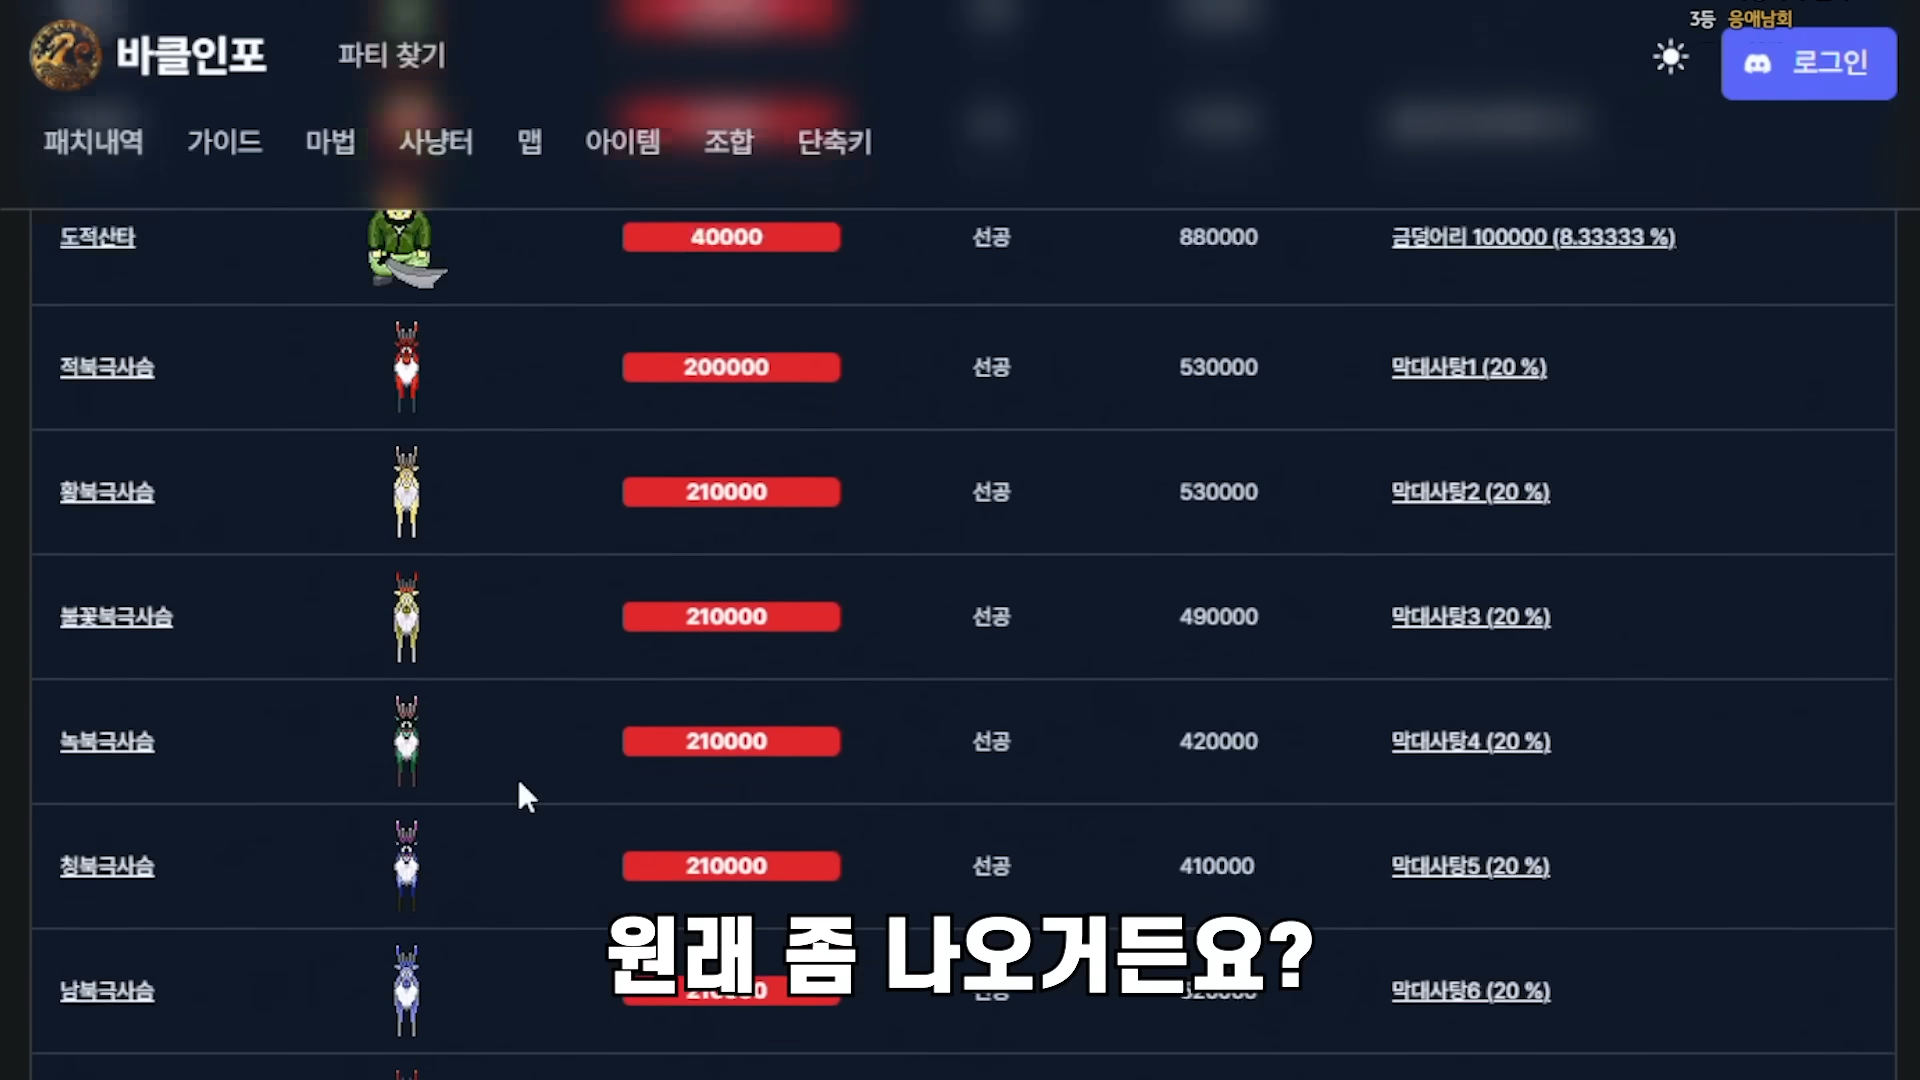 3등 응애남회
바클인포 파티 찾기 로그인
패치내역 가이드 마법 사냥터 맵 아이템 조합 단축키
도적산타 40000 선공 880000 금덩어리 100000 (8.33333 %)
적북극사슴 200000 선공 530000 막대사탕1 (20 %)
황북극사슴 210000 선공 530000 막대사탕2 (20 %)
불꽃북극사슴 210000 선공 490000 막대사탕3 (20 %)
녹북극사슴 210000 선공 420000 막대사탕4 (20 %)
청북극사슴 210000 선공 410000 막대사탕5 (20 %)
원래 좀 나오거든요?
남북극사슴 210000 선공 막대사탕6 (20 %)